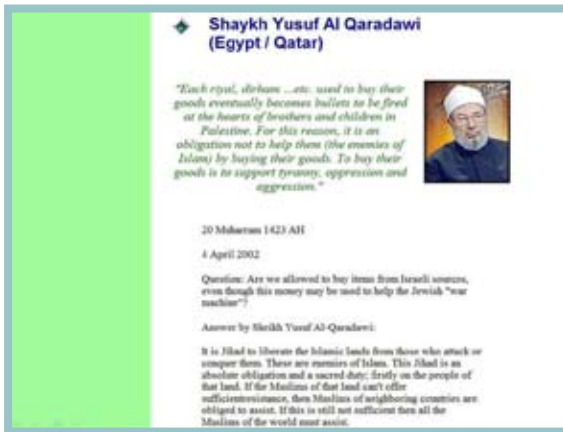 Shaykh Yusuf Al Qaradawi
(Egypt / Qatar)
"Each riyal, dirham ...etc. used to buy their
goods eventually becomes bullets to be fired
at the hearts of brothers and children in
Palestine. For this reason, it is an
obligation not to help them (the enemies of
Islam) by buying their goods. To buy their
goods is to support tyranny, oppression and
aggression."
20 Muharram 1423 AH
4 April 2002
Question: Are we allowed to buy items from Israeli sources,
even though this money may be used to help the Jewish "war
machine"?
Answer by Sheikh Yusuf Al-Qaradawi:
It is Jihad to liberate the Islamic lands from those who attack or
conquer them. These are enemies of Islam. This Jihad is an
absolute obligation and a sacred duty; firstly on the people of
that land. If the Muslims of that land can't offer
sufficientresistance, then Muslims of neighboring countries are
obliged to assist. If this is still not sufficient then all the
Muslims of the world must assist.